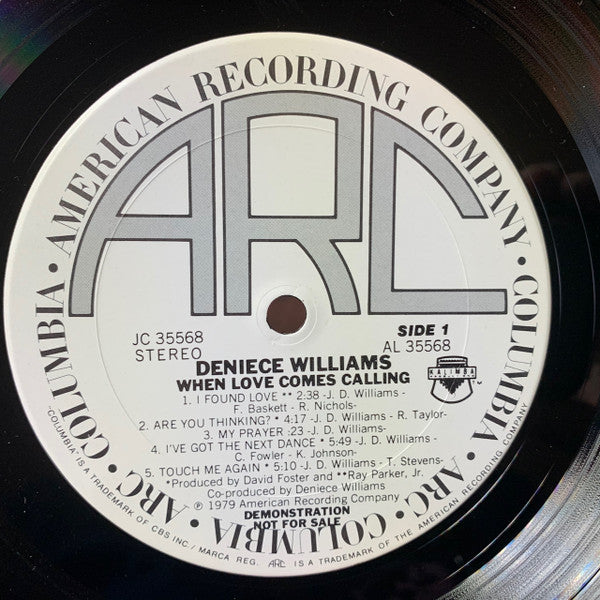 • AMERICAN RECORDING COMPANY •
COLUMBIA • ARC • COLUMBIA • ARC • COLUMBIA
ARC
JC 35568
STEREO
SIDE 1
AL 35568
DENIECE WILLIAMS
WHEN LOVE COMES CALLING
KALIMBA
TM
1. I FOUND LOVE ** 2:38 -J. D. Williams -
F. Baskett - R. Nichols-
2. ARE YOU THINKING? * 4:17 -J. D. Williams - R. Taylor-
3. MY PRAYER :23 -J. D. Williams-
4. I'VE GOT THE NEXT DANCE * 5:49 -J. D. Williams -
C. Fowler - K. Johnson-
5. TOUCH ME AGAIN * 5:10 -J. D. Williams - T. Stevens-
*Produced by David Foster and **Ray Parker, Jr.
Co-produced by Deniece Williams
℗ 1979 American Recording Company
DEMONSTRATION
NOT FOR SALE
"COLUMBIA" IS A TRADEMARK OF CBS INC./ MARCA REG. ARC IS A TRADEMARK OF THE AMERICAN RECORDING COMPANY